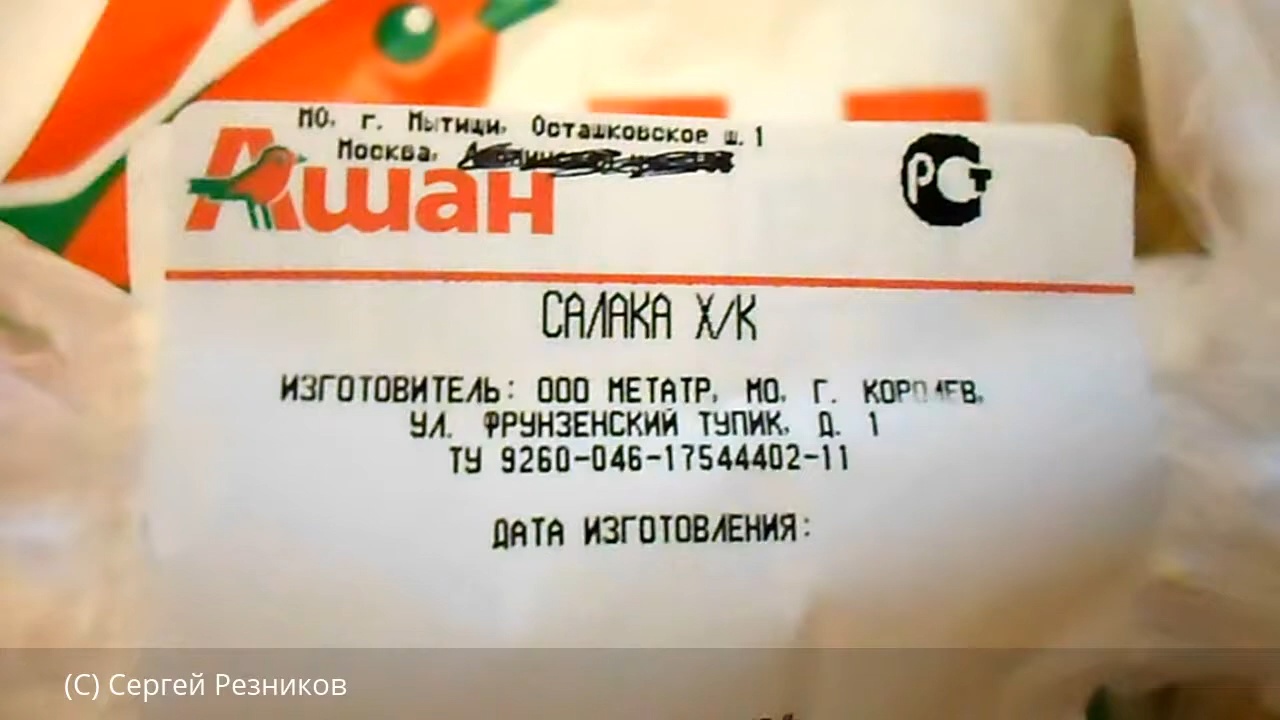 МО, г. Мытищи, Осташковское ш.1
Москва,
Ашан
РСТ
САЛАКА Х/К
ИЗГОТОВИТЕЛЬ: ООО МЕТАТР, МО, Г. КОРОЛЕВ,
УЛ. ФРУНЗЕНСКИЙ ТУПИК, Д. 1
ТУ 9260-046-17544402-11
ДАТА ИЗГОТОВЛЕНИЯ:
(С) Сергей Резников